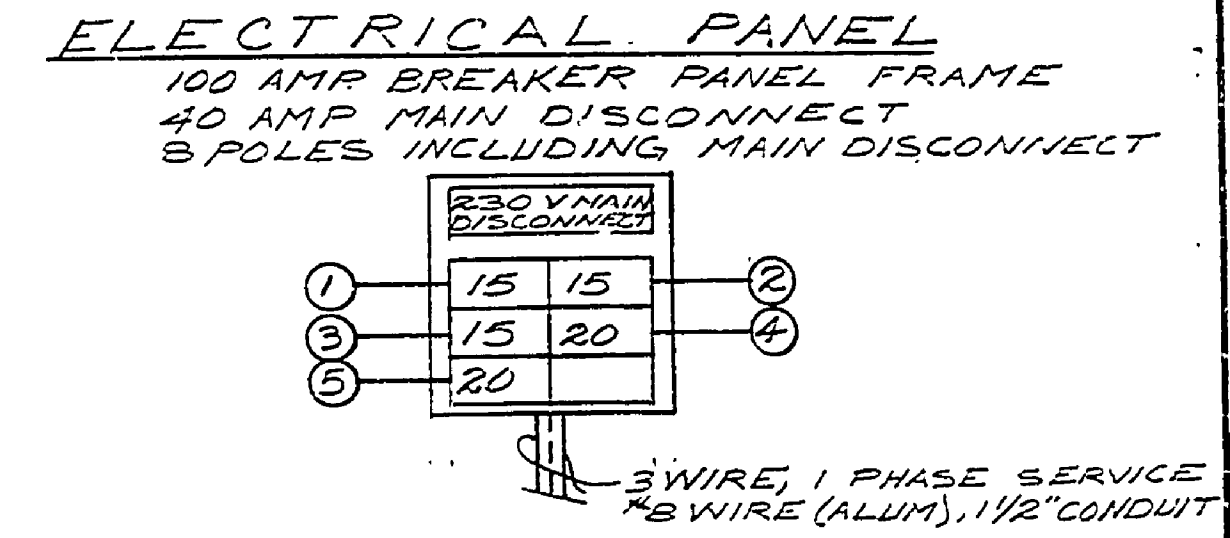 ELECTRICAL PANEL
100 AMP. BREAKER PANEL FRAME
40 AMP MAIN DISCONNECT
8 POLES INCLUDING MAIN DISCONNECT
230 V MAIN
DISCONNECT
1 15 15 2
3 15 20 4
5 20
3 WIRE, 1 PHASE SERVICE
#8 WIRE (ALUM), 1 1/2" CONDUIT